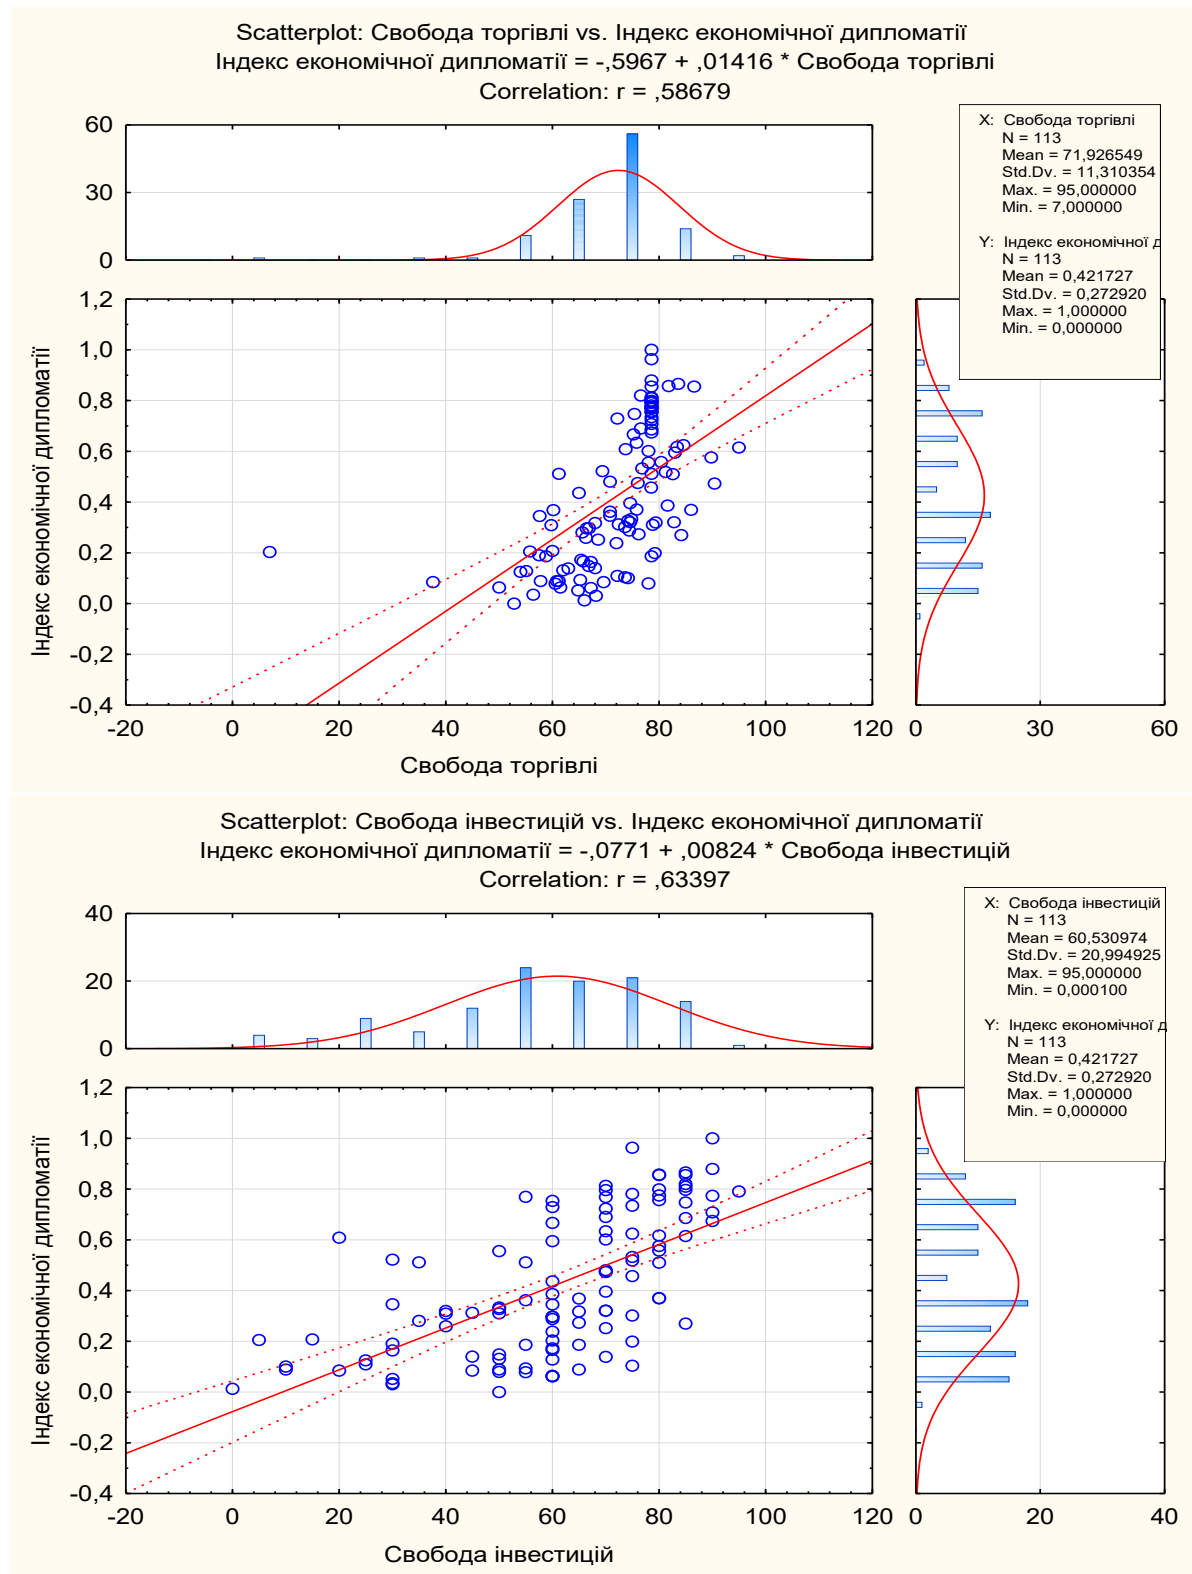 Scatterplot: Свобода торгівлі vs. Індекс економічної дипломатії
Індекс економічної дипломатії = -,5967 + ,01416 * Свобода торгівлі
Correlation: r = ,58679
X: Свобода торгівлі
N = 113
Mean = 71,926549
Std.Dv. = 11,310354
Max. = 95,000000
Min. = 7,000000
Y: Індекс економічної д
N = 113
Mean = 0,421727
Std.Dv. = 0,272920
Max. = 1,000000
Min. = 0,000000
60
30
0
1,2
1,0
0,8
0,6
0,4
0,2
0,0
-0,2
-0,4
Індекс економічної дипломатії
-20 0 20 40 60 80 100 120
0 30 60
Свобода торгівлі
Scatterplot: Свобода інвестицій vs. Індекс економічної дипломатії
Індекс економічної дипломатії = -,0771 + ,00824 * Свобода інвестицій
Correlation: r = ,63397
X: Свобода інвестицій
N = 113
Mean = 60,530974
Std.Dv. = 20,994925
Max. = 95,000000
Min. = 0,000100
Y: Індекс економічної д
N = 113
Mean = 0,421727
Std.Dv. = 0,272920
Max. = 1,000000
Min. = 0,000000
40
20
0
1,2
1,0
0,8
0,6
0,4
0,2
0,0
-0,2
-0,4
Індекс економічної дипломатії
-20 0 20 40 60 80 100 120
0 20 40
Свобода інвестицій